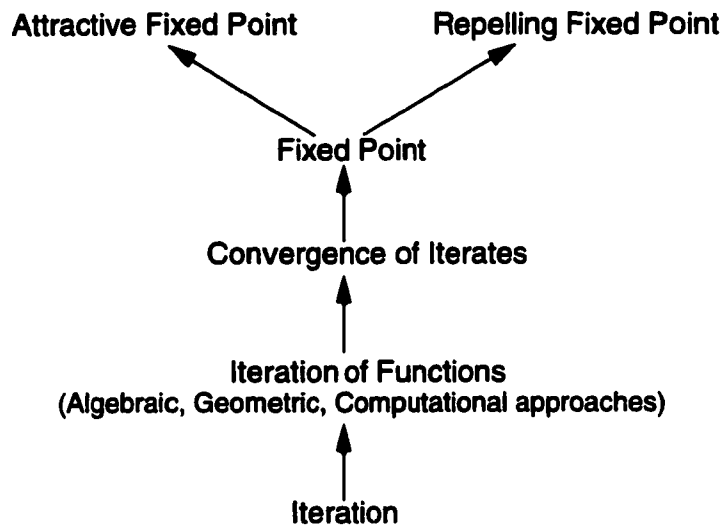 Attractive Fixed Point
Repelling Fixed Point
Fixed Point
Convergence of Iterates
Iteration of Functions
(Algebraic, Geometric, Computational approaches)
Iteration